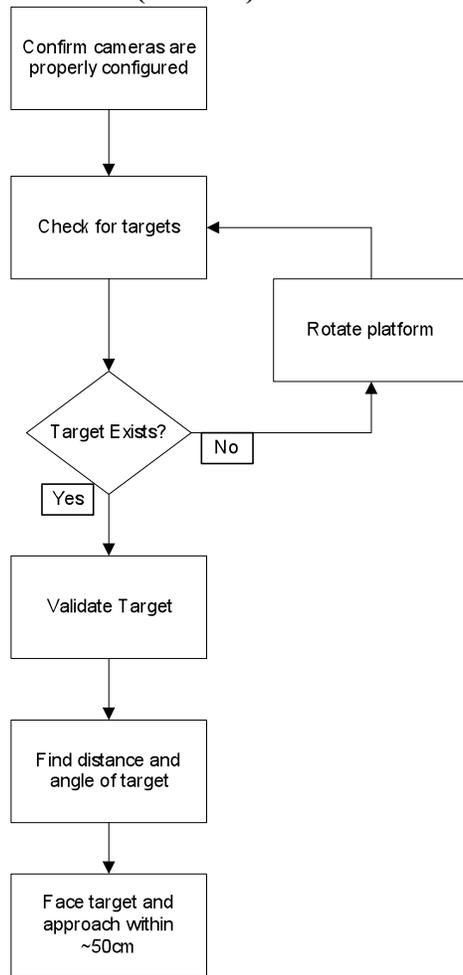 Confirm cameras are
properly configured
Check for targets
Rotate platform
Target Exists?
No
Yes
Validate Target
Find distance and
angle of target
Face target and
approach within
~50cm